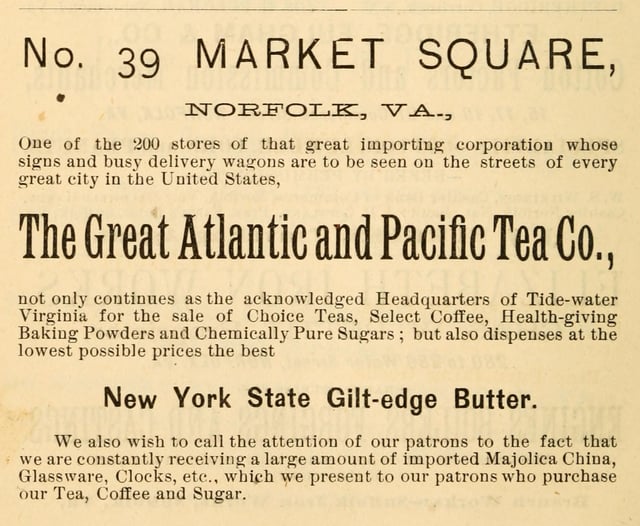 No. 39 MARKET SQUARE,
NORFOLK, VA.,
One of the 200 stores of that great importing corporation whose
signs and busy delivery wagons are to be seen on the streets of every
great city in the United States,
The Great Atlantic and Pacific Tea Co.,
not only continues as the acknowledged Headquarters of Tide-water
Virginia for the sale of Choice Teas, Select Coffee, Health-giving
Baking Powders and Chemically Pure Sugars ; but also dispenses at the
lowest possible prices the best
New York State Gilt-edge Butter.
We also wish to call the attention of our patrons to the fact that
we are constantly receiving a large amount of imported Majolica China,
Glassware, Clocks, etc., which we present to our patrons who purchase
our Tea, Coffee and Sugar.